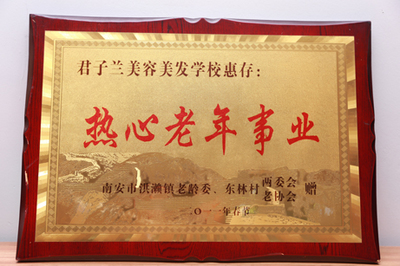 君子兰美容美发学校惠存：
热心老年事业
南安市洪濑镇老龄委、东林村 两委会 老协会 赠
二〇一一年春节